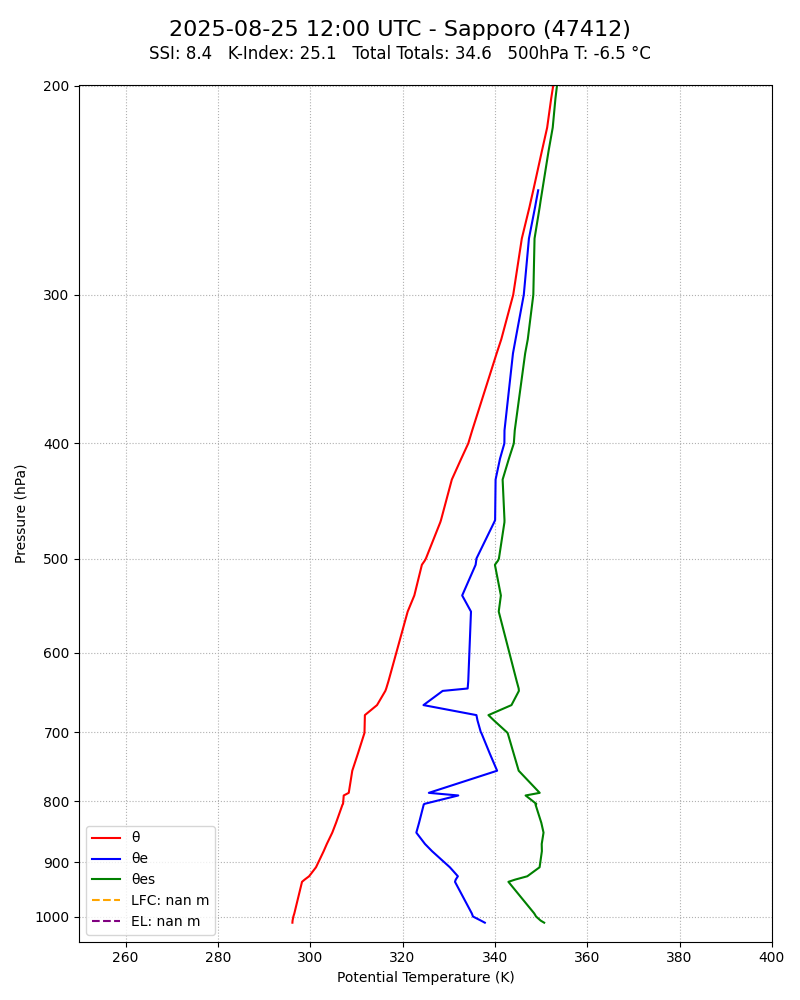 2025-08-25 12:00 UTC - Sapporo (47412)
SSI: 8.4   K-Index: 25.1   Total Totals: 34.6   500hPa T: -6.5 °C
200
300
400
500
600
700
800
900
1000
Pressure (hPa)
θ
θe
θes
LFC: nan m
EL: nan m
260 280 300 320 340 360 380 400
Potential Temperature (K)